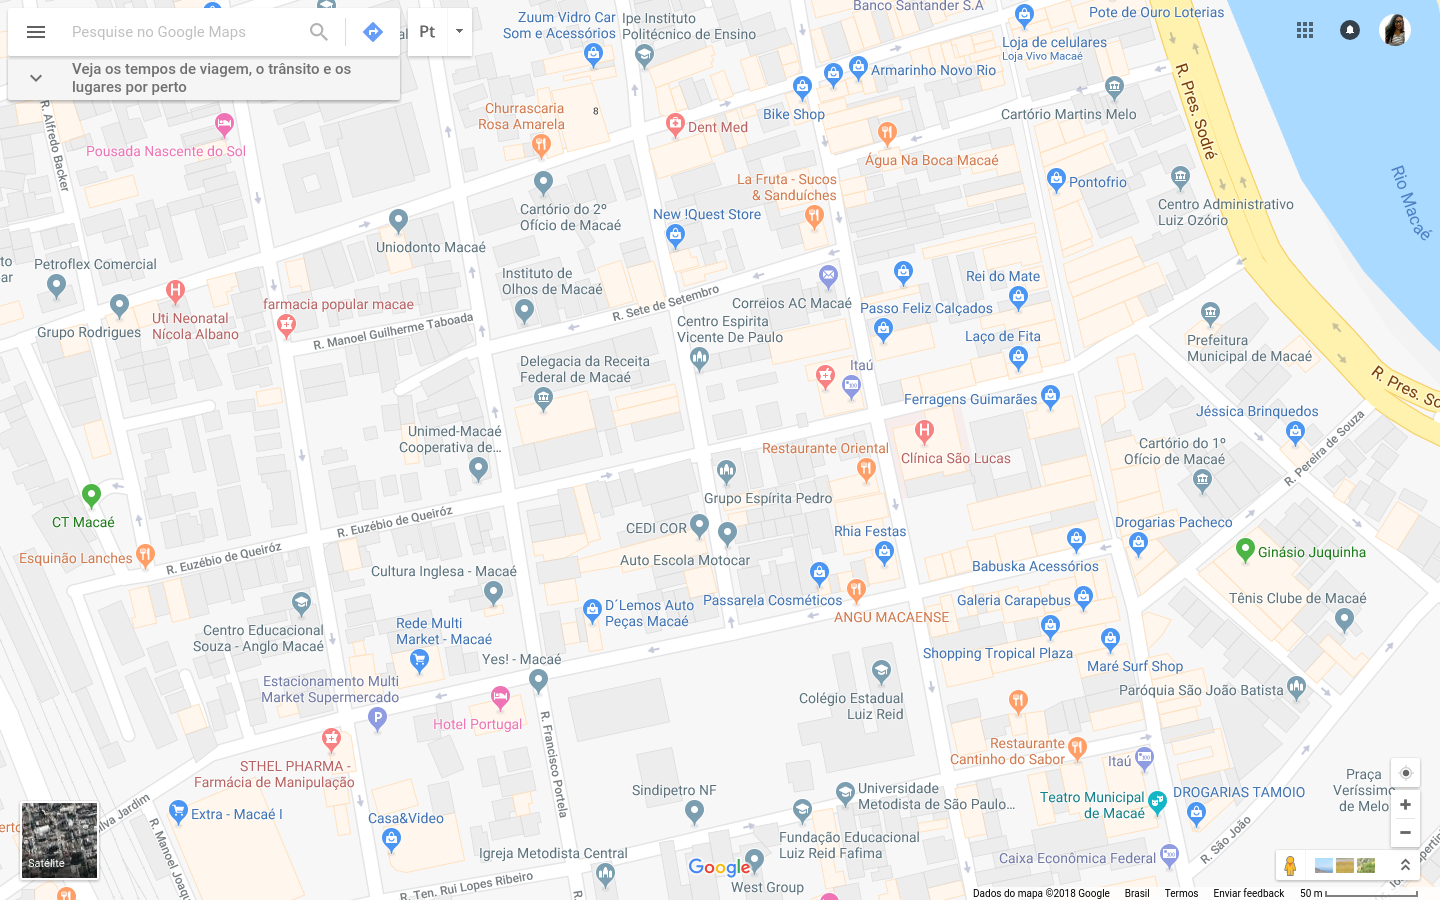 Pesquise no Google Maps
Pt
Veja os tempos de viagem, o trânsito e os
lugares por perto
Zuum Vidro Car
Som e Acessórios
Ipe Instituto
Politécnico de Ensino
Banco Santander S.A
Pote de Ouro Loterias
Loja de celulares
Loja Vivo Macaé
Armarinho Novo Rio
Bike Shop
Cartório Martins Melo
Churrascaria
Rosa Amarela
8
Dent Med
R. Alfredo Backer
Pousada Nascente do Sol
Água Na Boca Macaé
R. Pres. Sodré
Rio Macaé
La Fruta - Sucos
& Sanduíches
Pontofrio
Cartório do 2º
Ofício de Macaé
New !Quest Store
Centro Administrativo
Luiz Ozório
Uniodonto Macaé
Petroflex Comercial
Instituto de
Olhos de Macaé
Rei do Mate
Grupo Rodrigues
Uti Neonatal
Nícola Albano
farmacia popular macae
R. Manoel Guilherme Taboada
R. Sete de Setembro
Correios AC Macaé
Passo Feliz Calçados
Centro Espirita
Vicente De Paulo
Laço de Fita
Prefeitura
Municipal de Macaé
Delegacia da Receita
Federal de Macaé
Itaú
R. Pres. So
Ferragens Guimarães
Jéssica Brinquedos
Unimed-Macaé
Cooperativa de...
Restaurante Oriental
Clínica São Lucas
Cartório do 1º
Ofício de Macaé
R. Pereira de Souza
Grupo Espírita Pedro
CT Macaé
R. Euzébio de Queiróz
CEDI COR
Rhia Festas
Drogarias Pacheco
Esquinão Lanches
R. Euzébio de Queiróz
Auto Escola Motocar
Babuska Acessórios
Ginásio Juquinha
Cultura Inglesa - Macaé
D´Lemos Auto
Peças Macaé
Passarela Cosméticos
ANGU MACAENSE
Galeria Carapebus
Tênis Clube de Macaé
Centro Educacional
Souza - Anglo Macaé
Rede Multi
Market - Macaé
Yes! - Macaé
Shopping Tropical Plaza
Maré Surf Shop
Estacionamento Multi
Market Supermercado
Hotel Portugal
Colégio Estadual
Luiz Reid
Paróquia São João Batista
R. Francisco Portela
STHEL PHARMA -
Farmácia de Manipulação
Restaurante
Cantinho do Sabor
Itaú
Sindipetro NF
Universidade
Metodista de São Paulo...
Teatro Municipal
de Macaé
DROGARIAS TAMOIO
Praça
Veríssimo
de Melo
ilva Jardim
Extra - Macaé I
Casa&Video
R. Manoel Joaqu
Fundação Educacional
Luiz Reid Fafima
Igreja Metodista Central
Caixa Econômica Federal
R. São João
Satélite
Google
West Group
R. Ten. Rui Lopes Ribeiro
Dados do mapa ©2018 Google Brasil Termos Enviar feedback 50 m